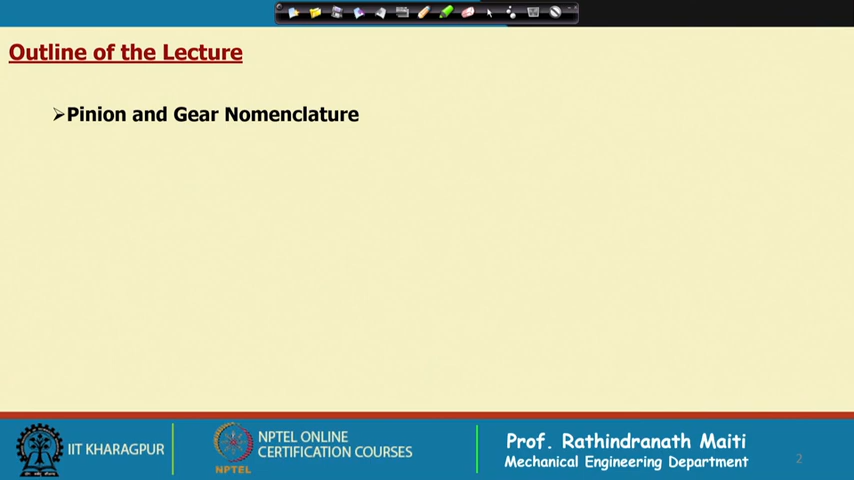 Outline of the Lecture
➢Pinion and Gear Nomenclature
IIT KHARAGPUR
NPTEL
NPTEL ONLINE
CERTIFICATION COURSES
Prof. Rathindranath Maiti
Mechanical Engineering Department
2